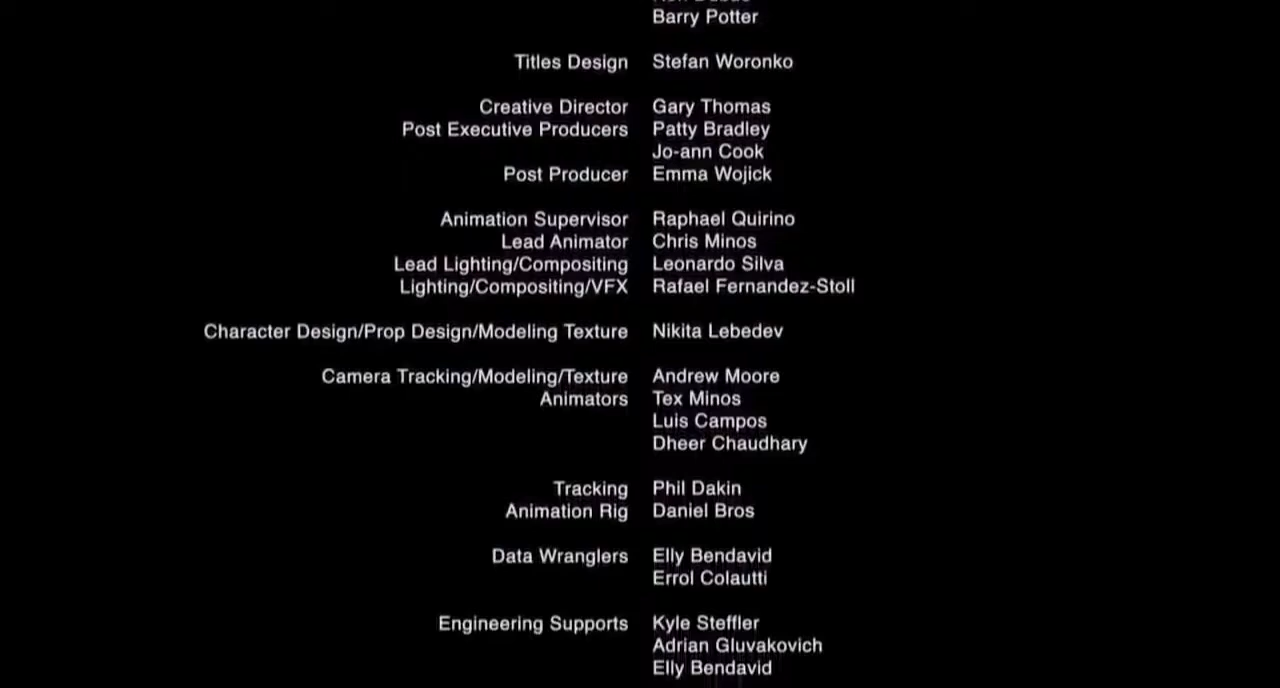 Barry Potter
Titles Design Stefan Woronko
Creative Director Gary Thomas
Post Executive Producers Patty Bradley
Jo-ann Cook
Post Producer Emma Wojick
Animation Supervisor Raphael Quirino
Lead Animator Chris Minos
Lead Lighting/Compositing Leonardo Silva
Lighting/Compositing/VFX Rafael Fernandez-Stoll
Character Design/Prop Design/Modeling Texture Nikita Lebedev
Camera Tracking/Modeling/Texture Andrew Moore
Animators Tex Minos
Luis Campos
Dheer Chaudhary
Tracking Phil Dakin
Animation Rig Daniel Bros
Data Wranglers Elly Bendavid
Errol Colautti
Engineering Supports Kyle Steffler
Adrian Gluvakovich
Elly Bendavid